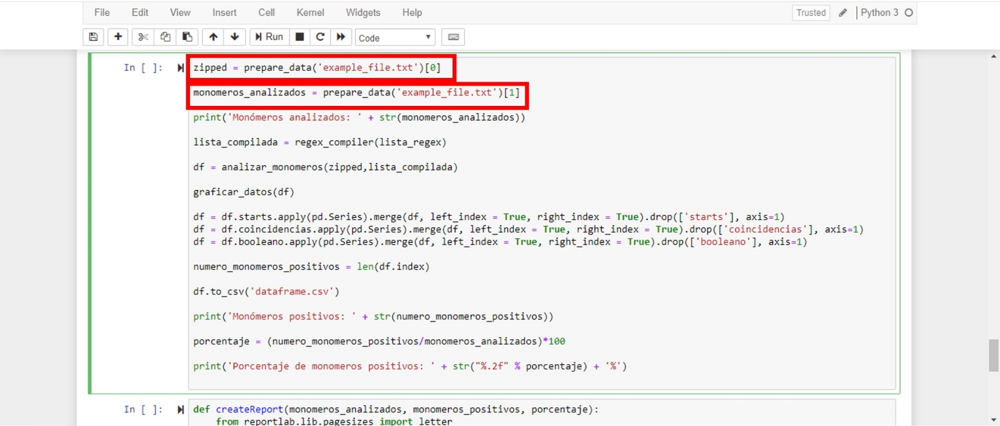 File Edit View Insert Cell Kernel Widgets Help Trusted Python 3
Run Code
In [ ]: zipped = prepare_data('example_file.txt')[0]
monomeros_analizados = prepare_data('example_file.txt')[1]
print('Monómeros analizados: ' + str(monomeros_analizados))
lista_compilada = regex_compiler(lista_regex)
df = analizar_monomeros(zipped,lista_compilada)
graficar_datos(df)
df = df.starts.apply(pd.Series).merge(df, left_index = True, right_index = True).drop(['starts'], axis=1)
df = df.coincidencias.apply(pd.Series).merge(df, left_index = True, right_index = True).drop(['coincidencias'], axis=1)
df = df.booleano.apply(pd.Series).merge(df, left_index = True, right_index = True).drop(['booleano'], axis=1)
numero_monomeros_positivos = len(df.index)
df.to_csv('dataframe.csv')
print('Monómeros positivos: ' + str(numero_monomeros_positivos))
porcentaje = (numero_monomeros_positivos/monomeros_analizados)*100
print('Porcentaje de monomeros positivos: ' + str("%.2f" % porcentaje) + '%')
In [ ]: def createReport(monomeros_analizados, monomeros_positivos, porcentaje):
from reportlab.lib.pagesizes import letter